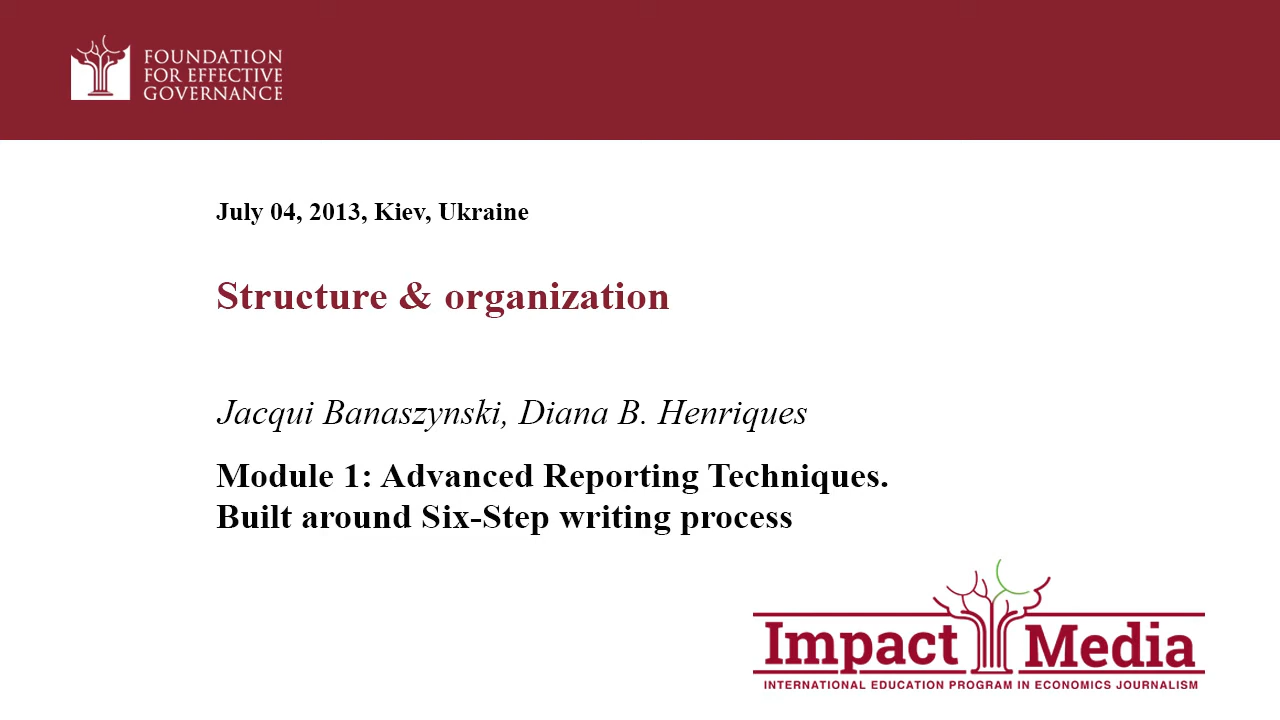 FOUNDATION
FOR EFFECTIVE
GOVERNANCE
July 04, 2013, Kiev, Ukraine
Structure & organization
Jacqui Banaszynski, Diana B. Henriques
Module 1: Advanced Reporting Techniques.
Built around Six-Step writing process
Impact Media
INTERNATIONAL EDUCATION PROGRAM IN ECONOMICS JOURNALISM